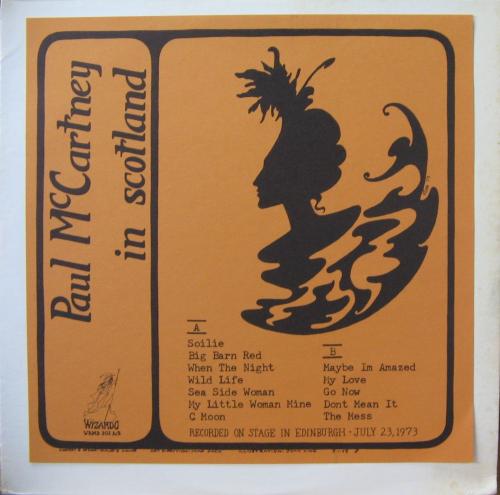 Paul McCartney
in scotland
A
Soilie
Big Barn Red
When The Night
Wild Life
Sea Side Woman
My Little Woman Mine
C Moon
B
Maybe Im Amazed
My Love
Go Now
Dont Mean It
The Mess
RECORDED ON STAGE IN EDINBURGH · JULY 23, 1973
WIZARDO